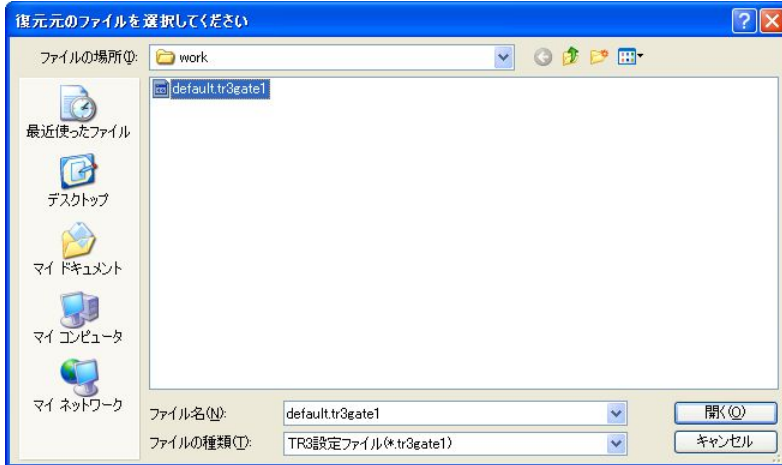 復元元のファイルを選択してください
ファイルの場所(I):
work
default.tr3gate1
最近使ったファイル
デスクトップ
マイ ドキュメント
マイ コンピュータ
マイ ネットワーク
ファイル名(N):
default.tr3gate1
開く(O)
ファイルの種類(T):
TR3設定ファイル(*.tr3gate1)
キャンセル